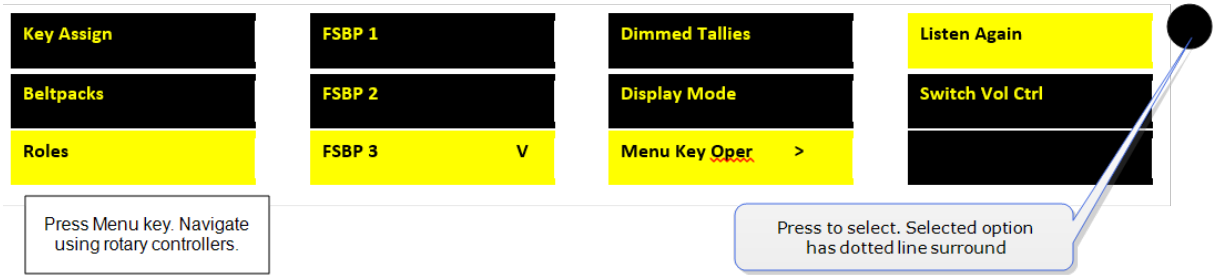 Key Assign
Beltpacks
Roles
FSBP 1
FSBP 2
FSBP 3 V
Dimmed Tallies
Display Mode
Menu Key Oper >
Listen Again
Switch Vol Ctrl
Press Menu key. Navigate
using rotary controllers.
Press to select. Selected option
has dotted line surround